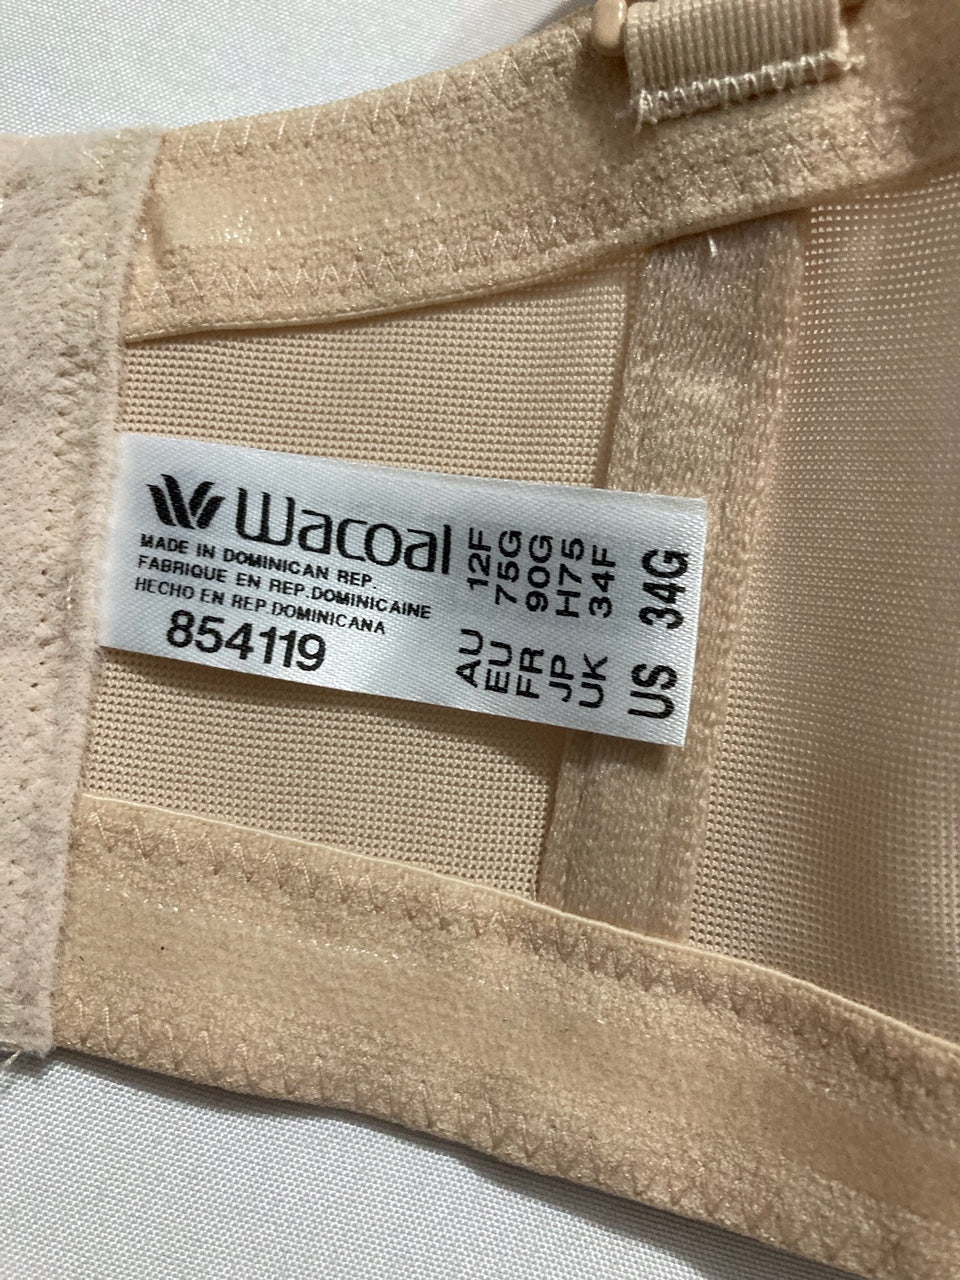 Wacoal
MADE IN DOMINICAN REP.
FABRIQUE EN REP.DOMINICAINE
HECHO EN REP.DOMINICANA
854119
AU 12F
EU 75G
FR 90G
JP H75
UK 34F
US 34G